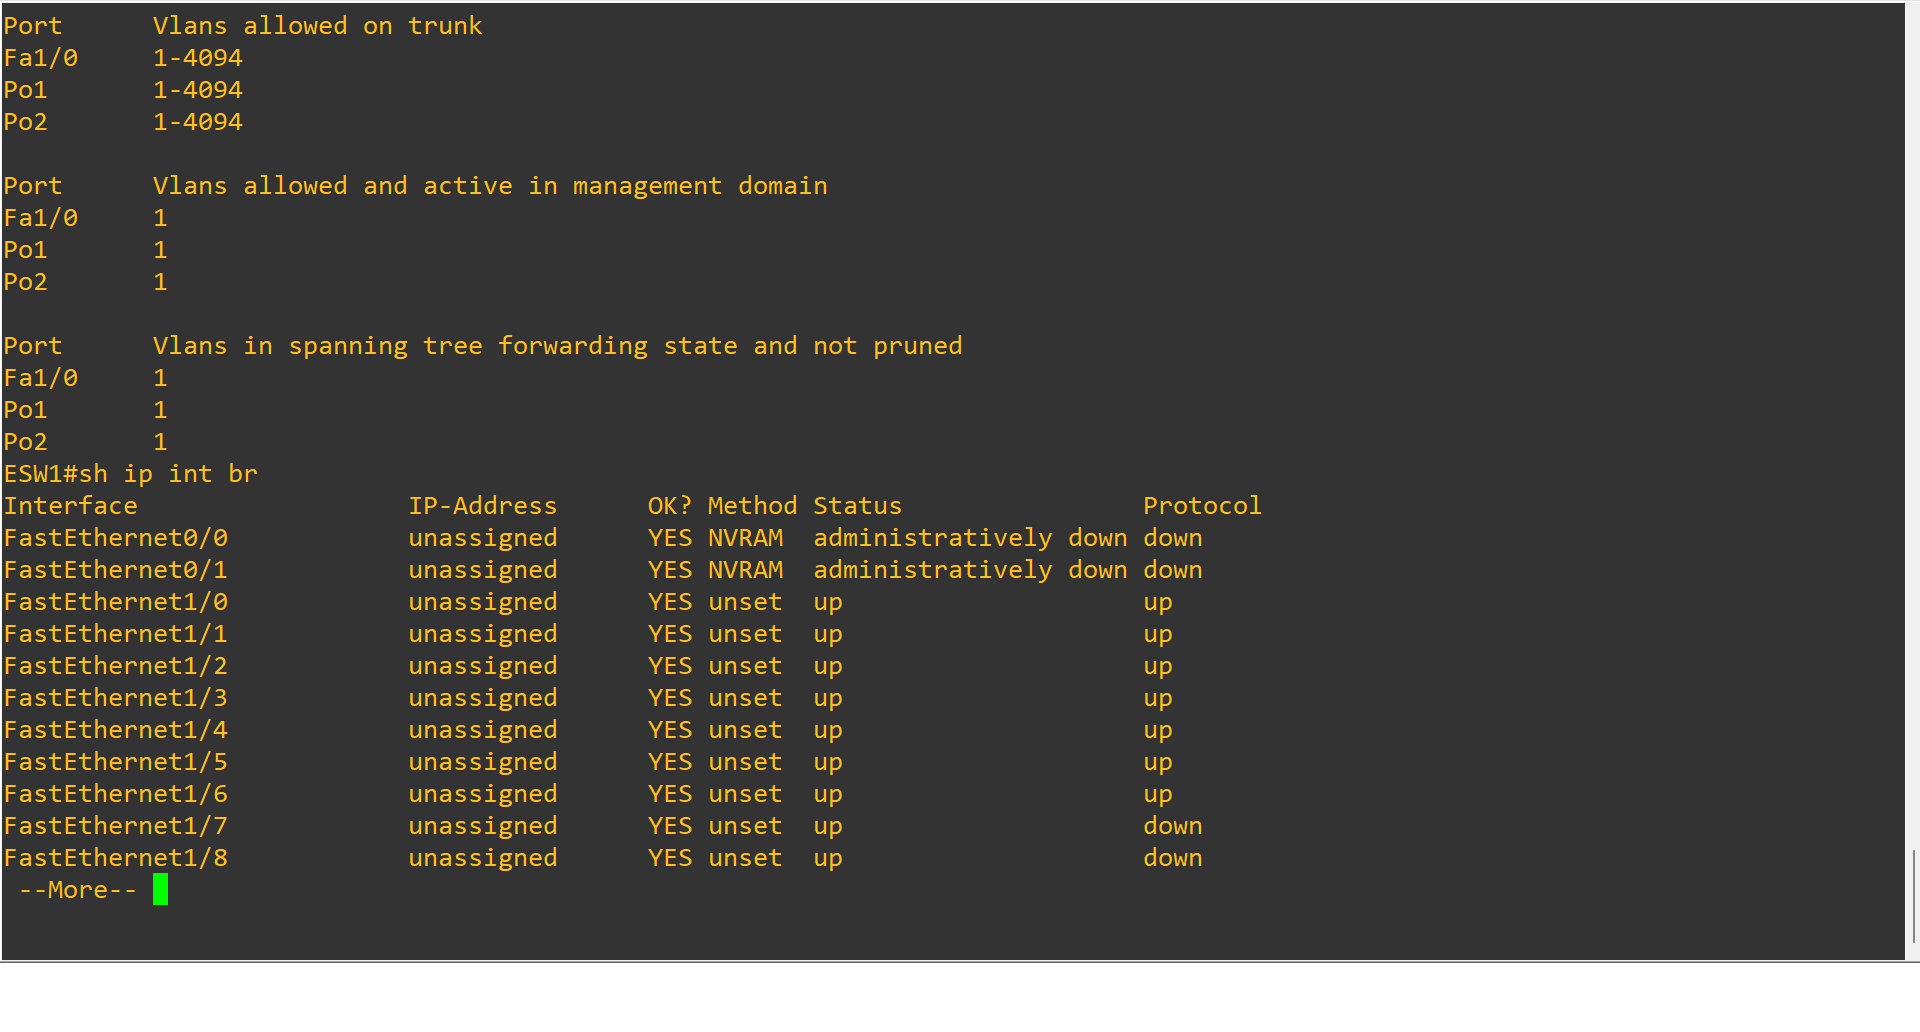 Port      Vlans allowed on trunk
Fa1/0     1-4094
Po1       1-4094
Po2       1-4094

Port      Vlans allowed and active in management domain
Fa1/0     1
Po1       1
Po2       1

Port      Vlans in spanning tree forwarding state and not pruned
Fa1/0     1
Po1       1
Po2       1
ESW1#sh ip int br
Interface                  IP-Address      OK? Method Status                Protocol
FastEthernet0/0            unassigned      YES NVRAM  administratively down down
FastEthernet0/1            unassigned      YES NVRAM  administratively down down
FastEthernet1/0            unassigned      YES unset  up                    up
FastEthernet1/1            unassigned      YES unset  up                    up
FastEthernet1/2            unassigned      YES unset  up                    up
FastEthernet1/3            unassigned      YES unset  up                    up
FastEthernet1/4            unassigned      YES unset  up                    up
FastEthernet1/5            unassigned      YES unset  up                    up
FastEthernet1/6            unassigned      YES unset  up                    up
FastEthernet1/7            unassigned      YES unset  up                    down
FastEthernet1/8            unassigned      YES unset  up                    down
 --More--